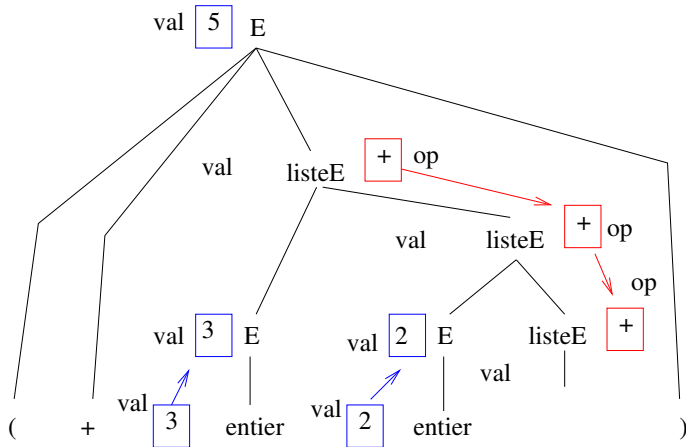 val 5 E
val listeE + op
val listeE + op
op
val 3 E val 2 E listeE +
val
val 3 entier val 2 entier
( + )